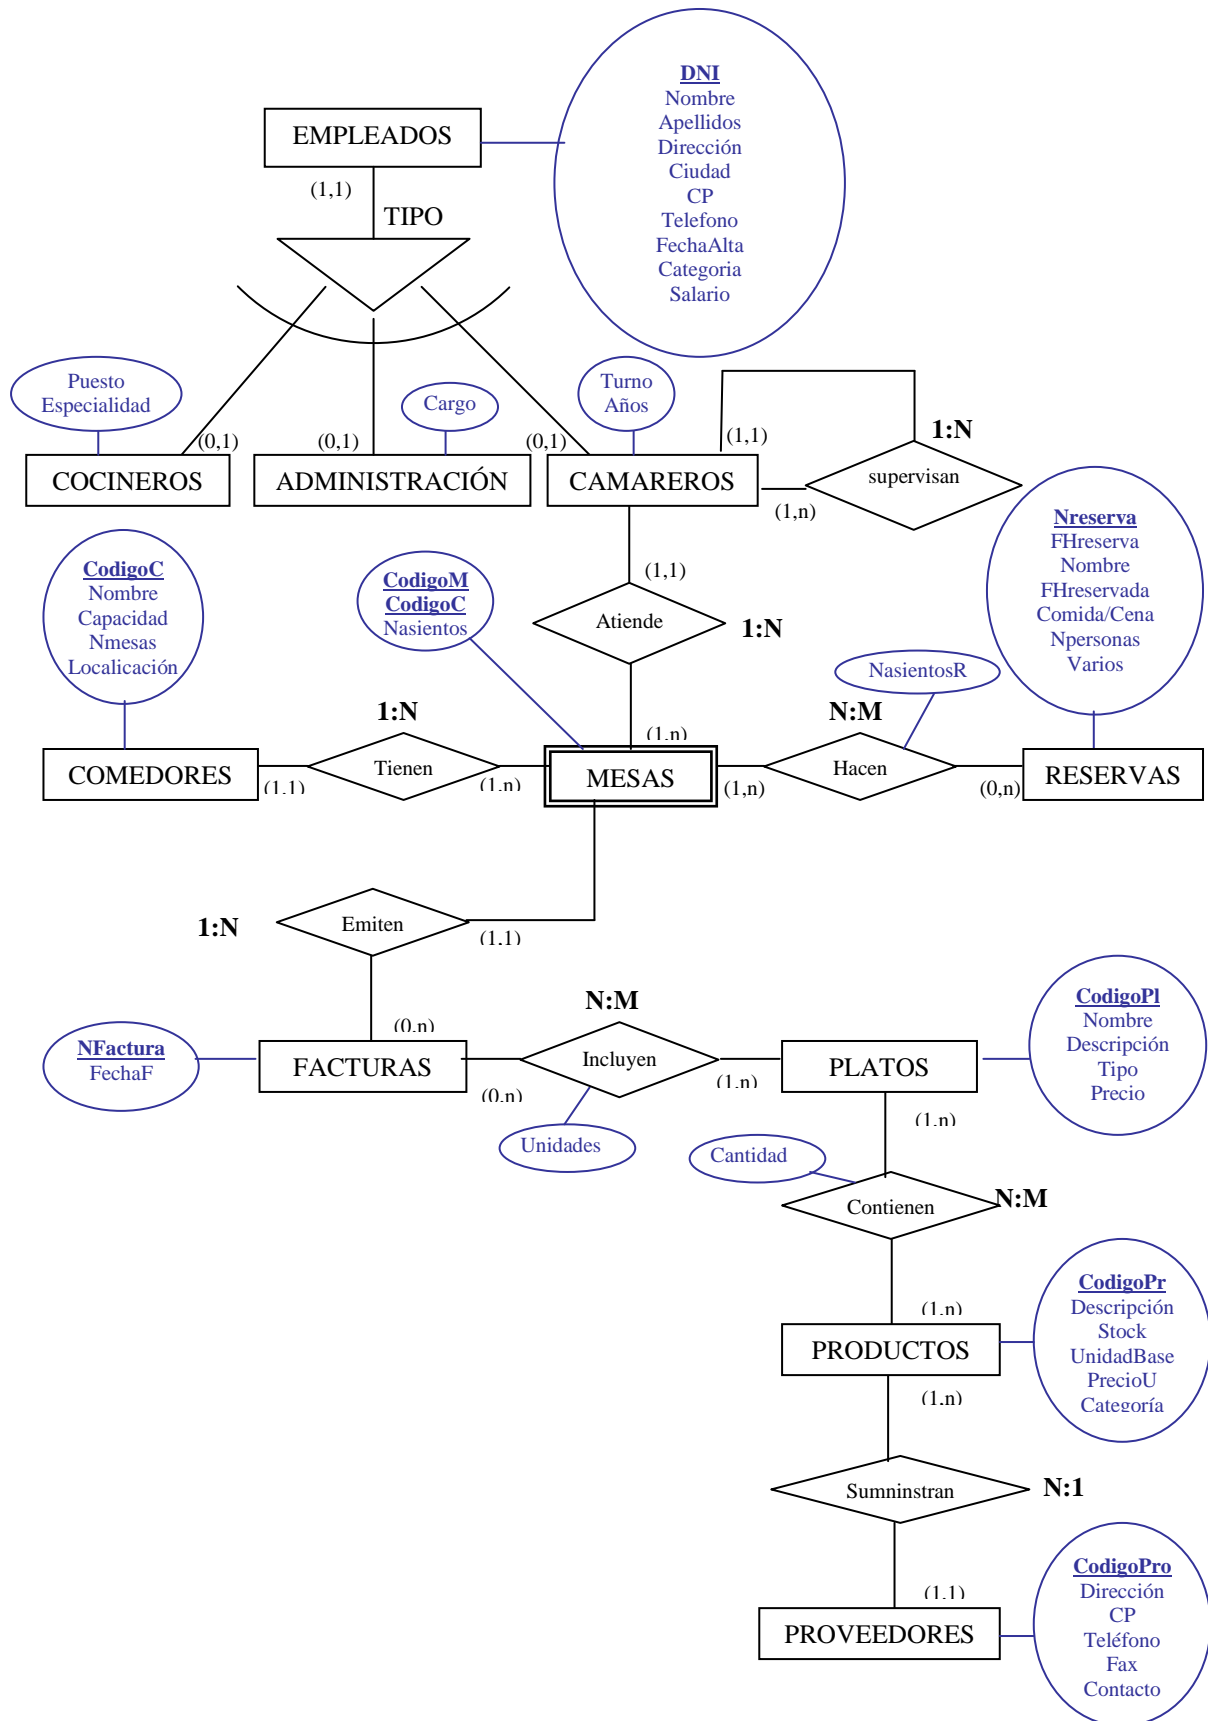 DNI
Nombre
Apellidos
Dirección
Ciudad
CP
Telefono
FechaAlta
Categoria
Salario
EMPLEADOS
(1,1)
TIPO
Puesto
Especialidad
Cargo
Turno
Años
(0,1)
(0,1)
(0,1)
(1,1)
1:N
COCINEROS
ADMINISTRACIÓN
CAMAREROS
supervisan
(1,n)
Nreserva
FHreserva
Nombre
FHreservada
Comida/Cena
Npersonas
Varios
CodigoC
Nombre
Capacidad
Nmesas
Localicación
CodigoM
CodigoC
Nasientos
(1,1)
Atiende
1:N
NasientosR
1:N
(1,n)
N:M
COMEDORES
(1,1)
Tienen
(1,n)
MESAS
(1,n)
Hacen
(0,n)
RESERVAS
1:N
Emiten
(1,1)
(0,n)
N:M
NFactura
FechaF
FACTURAS
(0,n)
Incluyen
(1,n)
PLATOS
CodigoPl
Nombre
Descripción
Tipo
Precio
Unidades
(1,n)
Cantidad
Contienen
N:M
(1,n)
PRODUCTOS
CodigoPr
Descripción
Stock
UnidadBase
PrecioU
Categoría
(1,n)
Sumninstran
N:1
(1,1)
PROVEEDORES
CodigoPro
Dirección
CP
Teléfono
Fax
Contacto